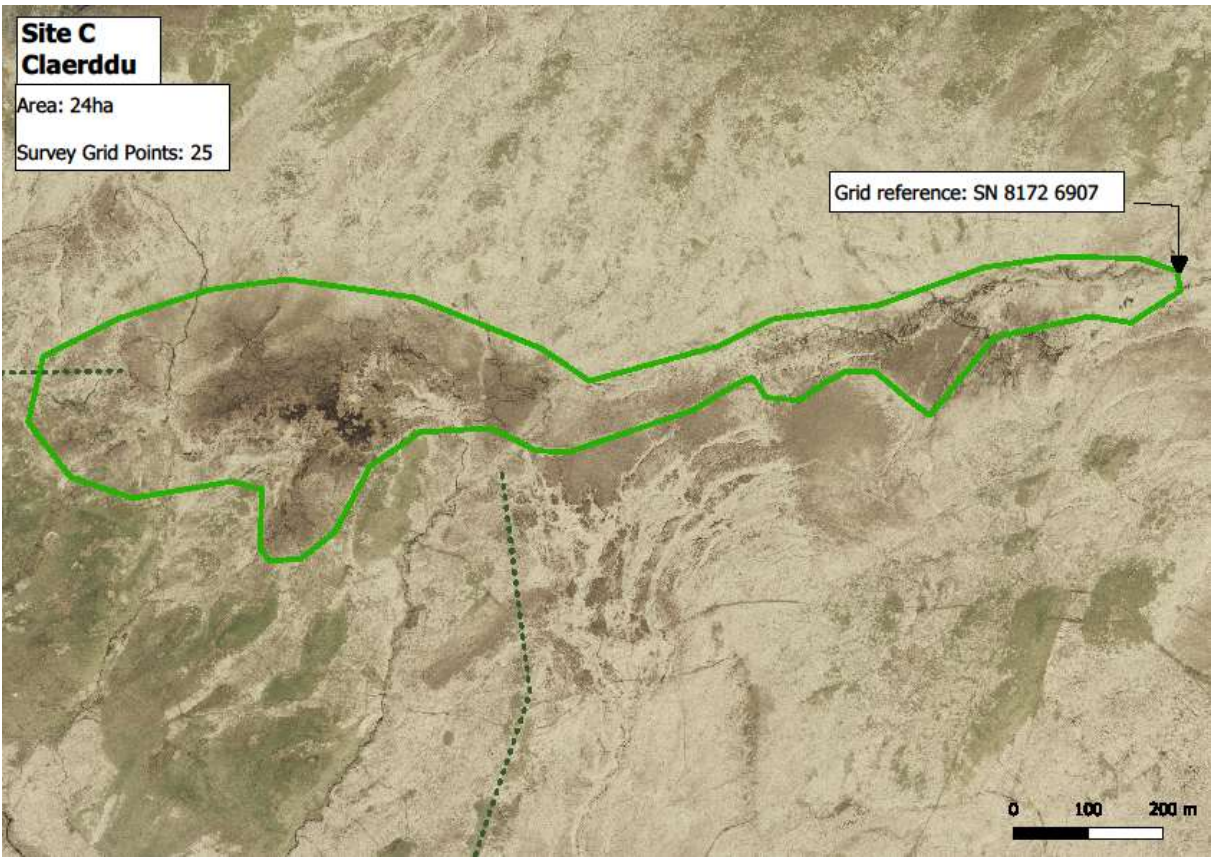 Site C
Claerddu
Area: 24ha
Survey Grid Points: 25
Grid reference: SN 8172 6907
0 100 200 m